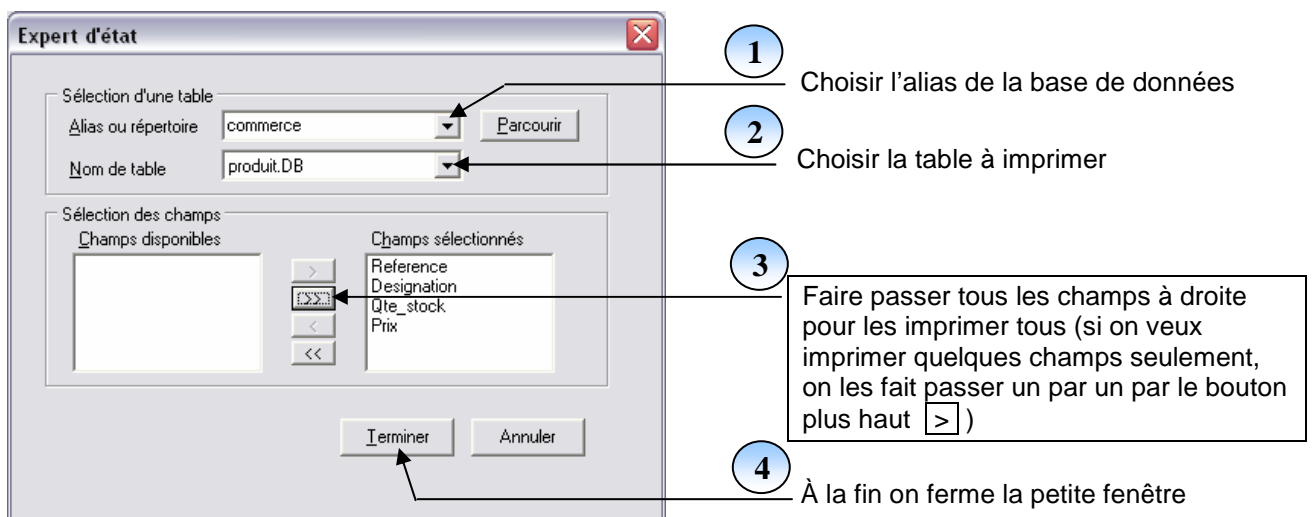 Expert d'état
1
Choisir l'alias de la base de données
Sélection d'une table
Alias ou répertoire commerce Parcourir
2
Choisir la table à imprimer
Nom de table produit.DB
Sélection des champs
Champs disponibles Champs sélectionnés
> Reference
>> Designation
Qte_stock
< Prix
<<
3
Faire passer tous les champs à droite
pour les imprimer tous (si on veux
imprimer quelques champs seulement,
on les fait passer un par un par le bouton
plus haut > )
Terminer Annuler
4
À la fin on ferme la petite fenêtre